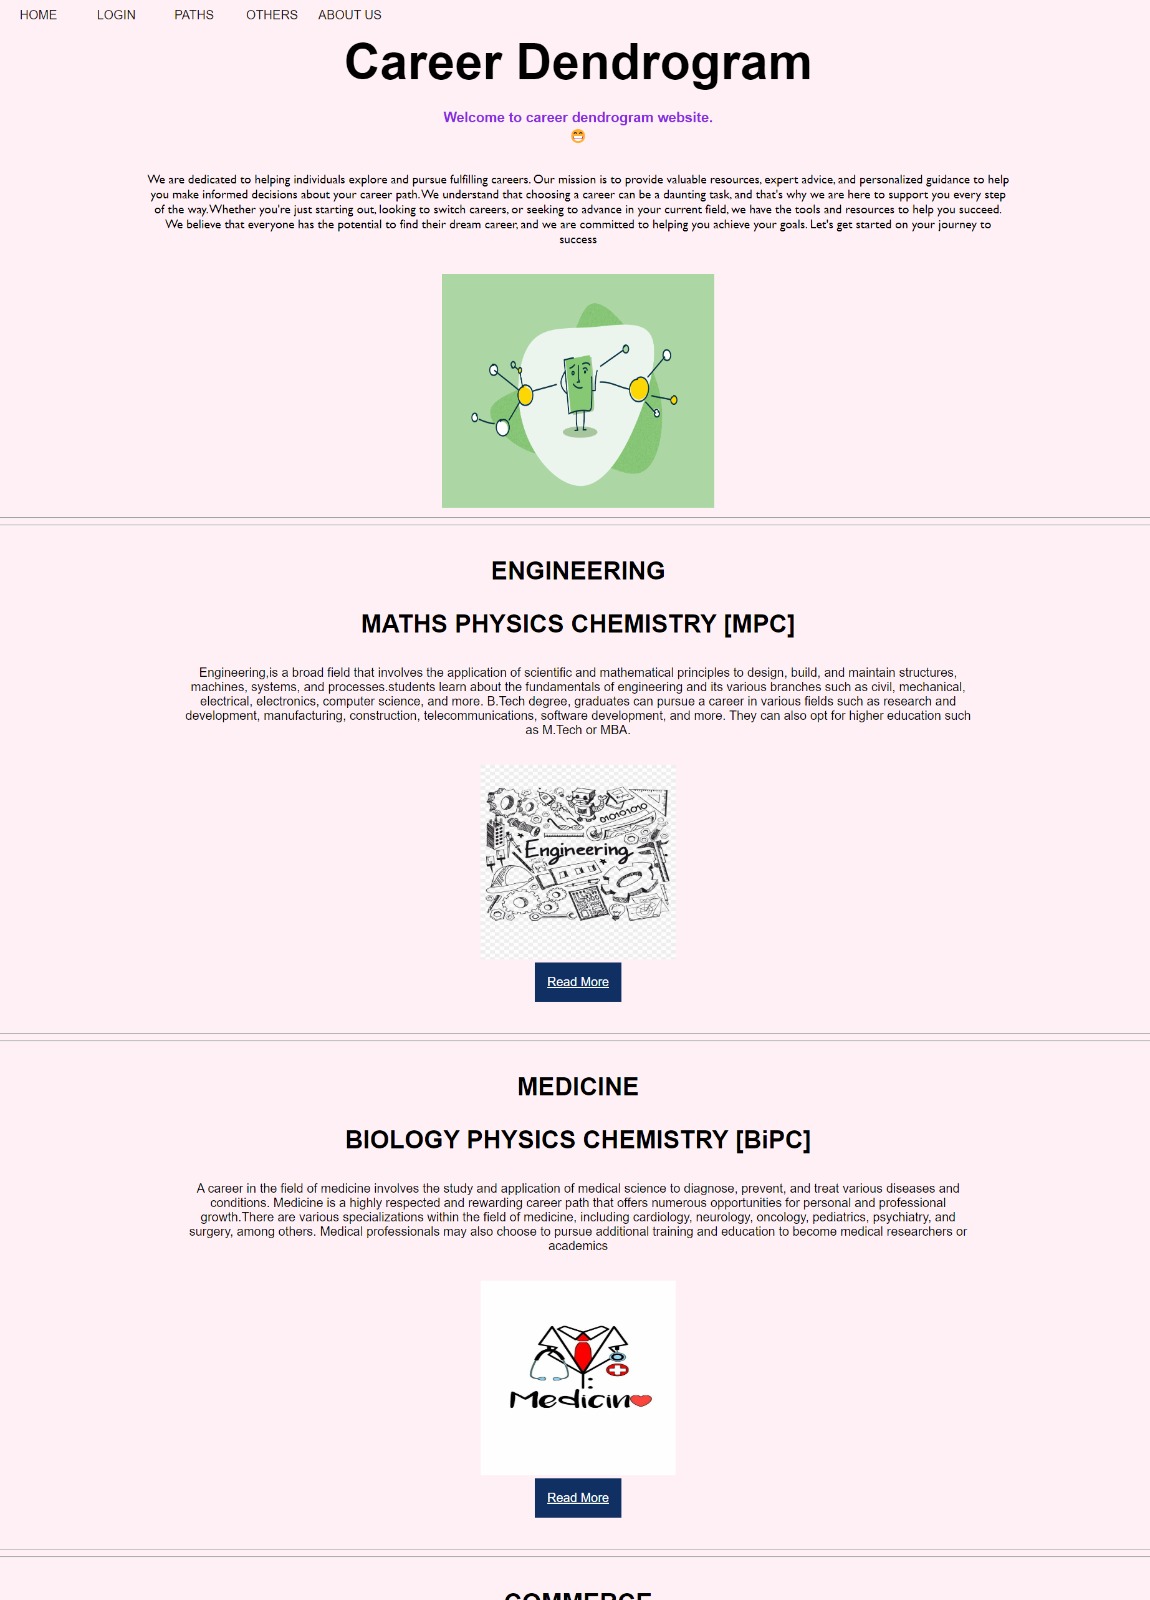 HOME LOGIN PATHS OTHERS ABOUT US
Career Dendrogram
Welcome to career dendrogram website.
😁
We are dedicated to helping individuals explore and pursue fulfilling careers. Our mission is to provide valuable resources, expert advice, and personalized guidance to help
you make informed decisions about your career path.We understand that choosing a career can be a daunting task, and that's why we are here to support you every step
of the way.Whether you're just starting out, looking to switch careers, or seeking to advance in your current field, we have the tools and resources to help you succeed.
We believe that everyone has the potential to find their dream career, and we are committed to helping you achieve your goals. Let's get started on your journey to
success
ENGINEERING
MATHS PHYSICS CHEMISTRY [MPC]
Engineering,is a broad field that involves the application of scientific and mathematical principles to design, build, and maintain structures,
machines, systems, and processes.students learn about the fundamentals of engineering and its various branches such as civil, mechanical,
electrical, electronics, computer science, and more. B.Tech degree, graduates can pursue a career in various fields such as research and
development, manufacturing, construction, telecommunications, software development, and more. They can also opt for higher education such
as M.Tech or MBA.
01010010
Engineering
Read More
MEDICINE
BIOLOGY PHYSICS CHEMISTRY [BiPC]
A career in the field of medicine involves the study and application of medical science to diagnose, prevent, and treat various diseases and
conditions. Medicine is a highly respected and rewarding career path that offers numerous opportunities for personal and professional
growth.There are various specializations within the field of medicine, including cardiology, neurology, oncology, pediatrics, psychiatry, and
surgery, among others. Medical professionals may also choose to pursue additional training and education to become medical researchers or
academics
Medicin
Read More
COMMERCE